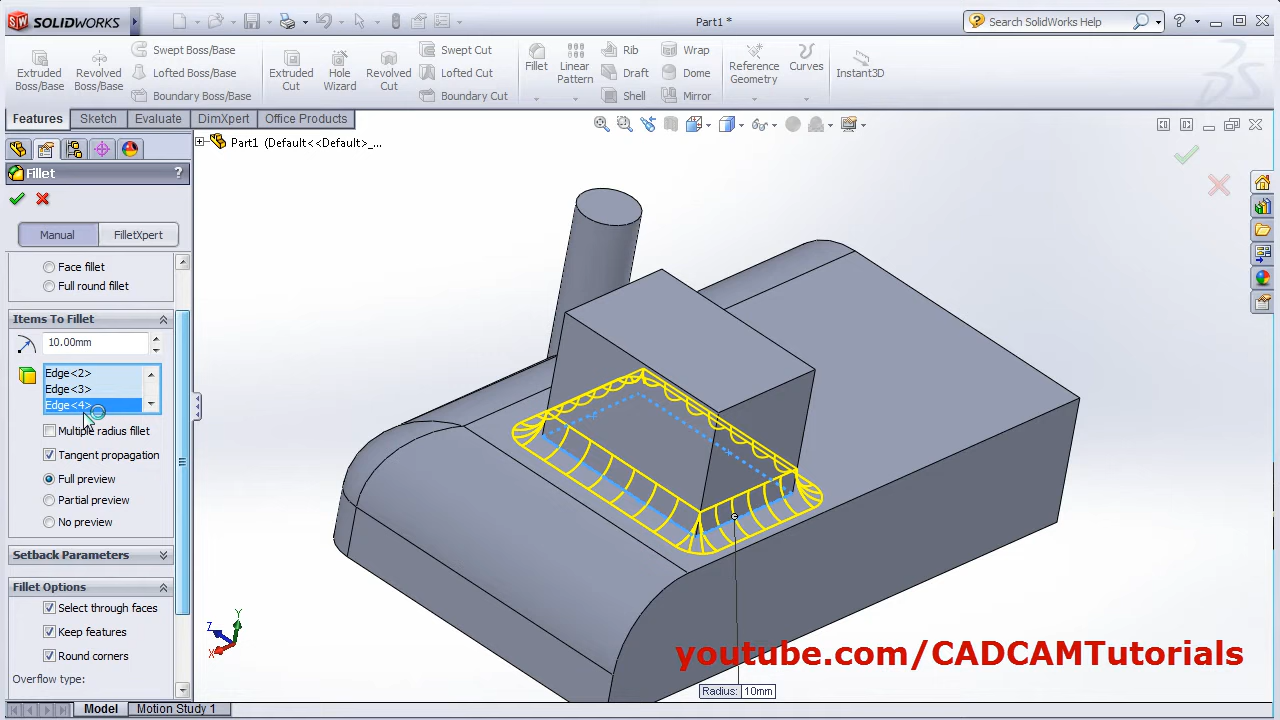 SOLIDWORKS
Part1 *
Search SolidWorks Help
Extruded Boss/Base
Revolved Boss/Base
Swept Boss/Base
Lofted Boss/Base
Boundary Boss/Base
Extruded Cut
Hole Wizard
Revolved Cut
Swept Cut
Lofted Cut
Boundary Cut
Fillet
Linear Pattern
Rib
Draft
Shell
Wrap
Dome
Mirror
Reference Geometry
Curves
Instant3D
Features
Sketch
Evaluate
DimXpert
Office Products
Part1 (Default<<Default>_...
Fillet
?
Manual
FilletXpert
Face fillet
Full round fillet
Items To Fillet
10.00mm
Edge<2>
Edge<3>
Edge<4>
Multiple radius fillet
Tangent propagation
Full preview
Partial preview
No preview
Setback Parameters
Fillet Options
Select through faces
Keep features
Round corners
Overflow type:
Y
Z
X
Radius: 10mm
youtube.com/CADCAMTutorials
Model
Motion Study 1